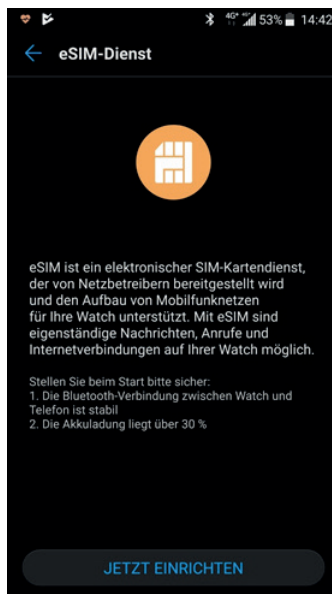 4G+ 53% 14:42
eSIM-Dienst
eSIM ist ein elektronischer SIM-Kartendienst,
der von Netzbetreibern bereitgestellt wird
und den Aufbau von Mobilfunknetzen
für Ihre Watch unterstützt. Mit eSIM sind
eigenständige Nachrichten, Anrufe und
Internetverbindungen auf Ihrer Watch möglich.
Stellen Sie beim Start bitte sicher:
1. Die Bluetooth-Verbindung zwischen Watch und
Telefon ist stabil
2. Die Akkuladung liegt über 30 %
JETZT EINRICHTEN